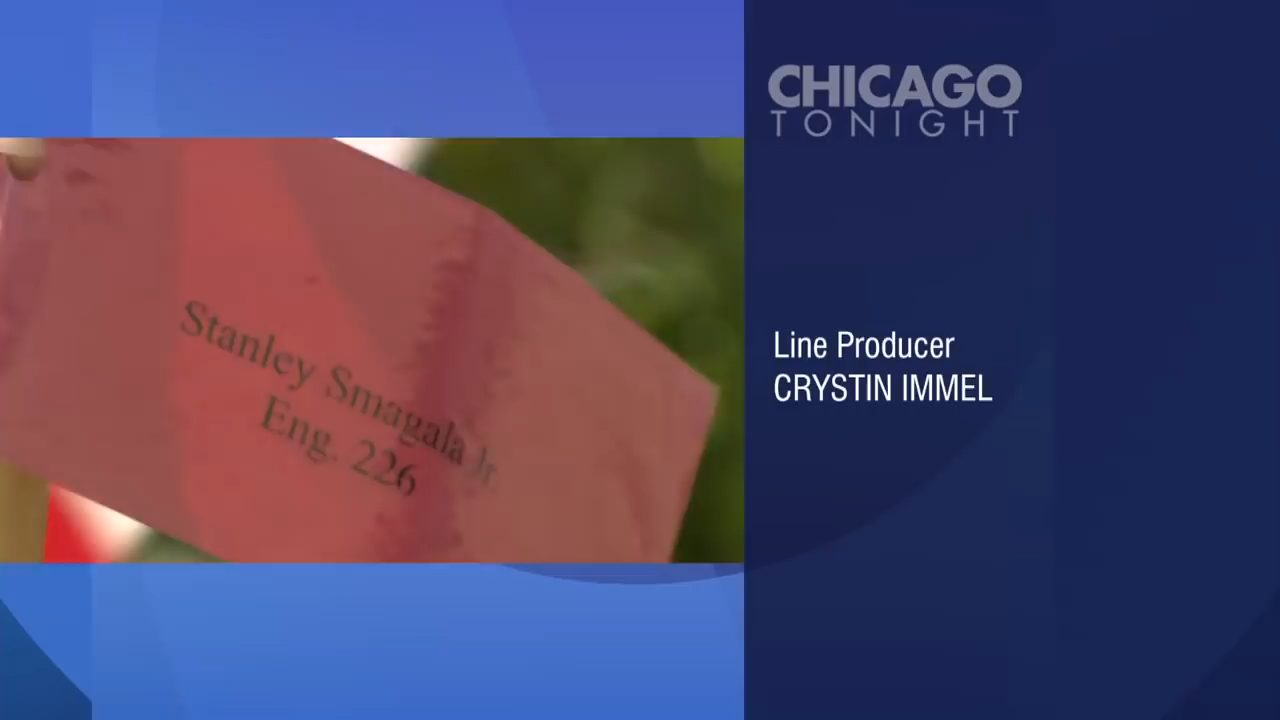 CHICAGO
TONIGHT
Stanley Smagala Jr.
Eng. 226
Line Producer
CRYSTIN IMMEL